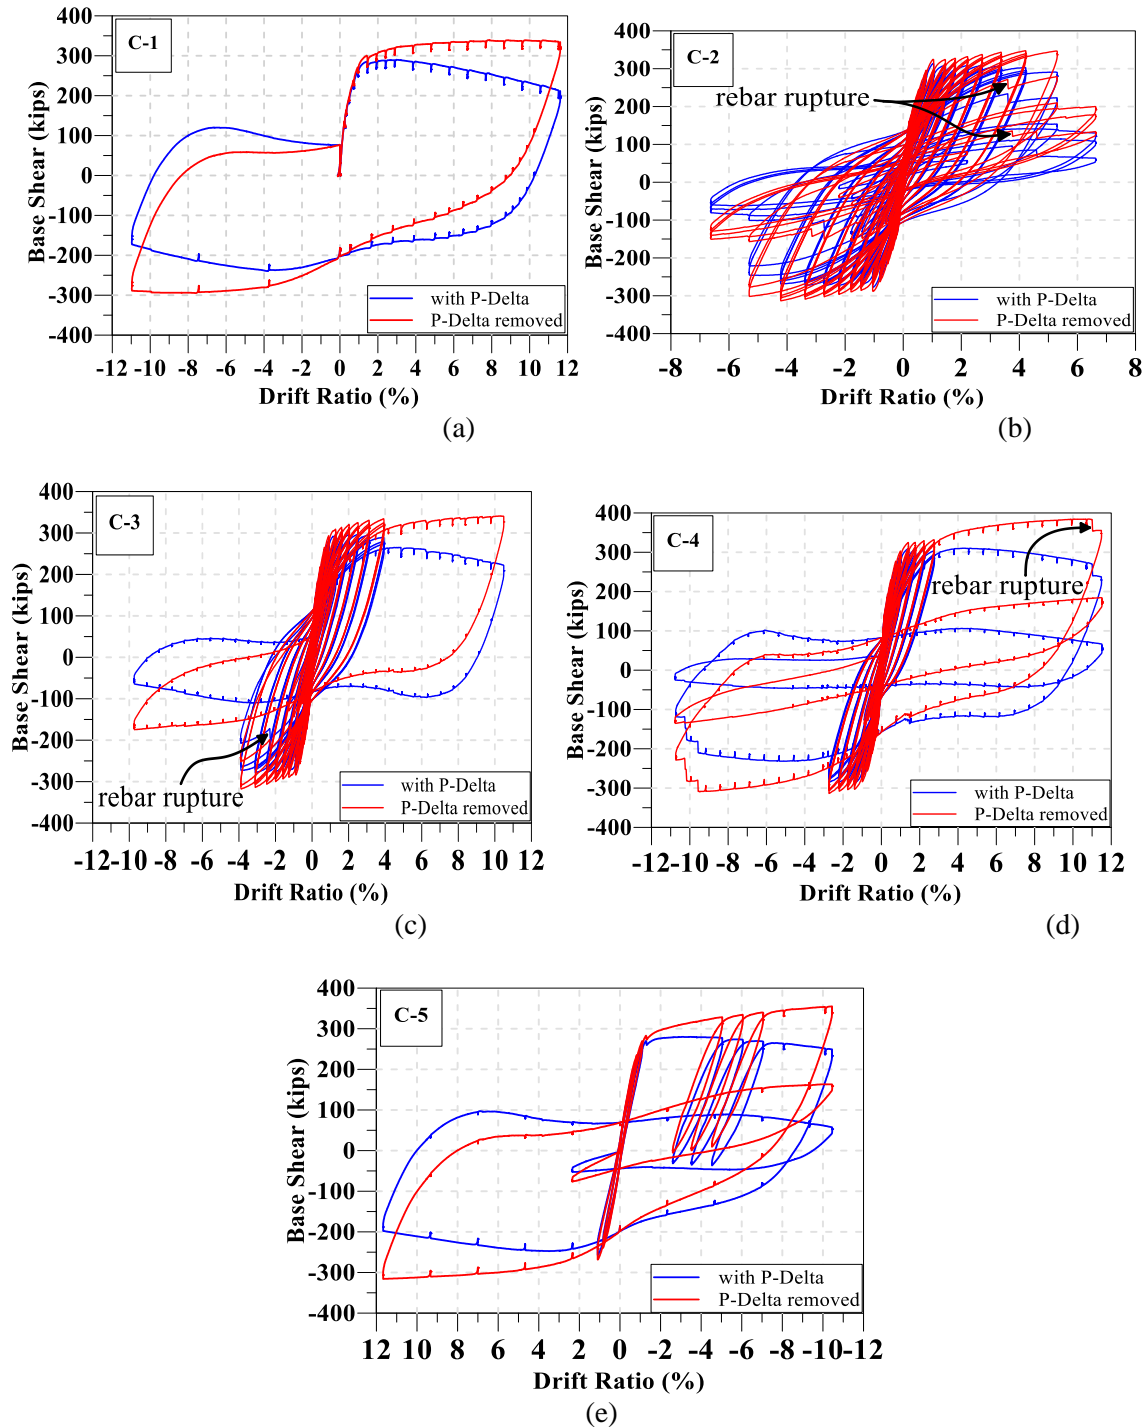 400
300
200
100
0
-100
-200
-300
-400
Base Shear (kips)
C-1
with P-Delta
P-Delta removed
-12 -10 -8 -6 -4 -2 0 2 4 6 8 10 12
Drift Ratio (%)
(a)
400
300
200
100
0
-100
-200
-300
-400
Base Shear (kips)
C-2
rebar rupture
with P-Delta
P-Delta removed
-8 -6 -4 -2 0 2 4 6 8
Drift Ratio (%)
(b)
400
300
200
100
0
-100
-200
-300
-400
Base Shear (kips)
C-3
rebar rupture
with P-Delta
P-Delta removed
-12 -10 -8 -6 -4 -2 0 2 4 6 8 10 12
Drift Ratio (%)
(c)
400
300
200
100
0
-100
-200
-300
-400
Base Shear (kips)
C-4
rebar rupture
with P-Delta
P-Delta removed
-12 -10 -8 -6 -4 -2 0 2 4 6 8 10 12
Drift Ratio (%)
(d)
400
300
200
100
0
-100
200
-300
-400
Base Shear (kips)
C-5
with P-Delta
P-Delta removed
12 10 8 6 4 2 0 -2 -4 -6 -8 -10 -12
Drift Ratio (%)
(e)